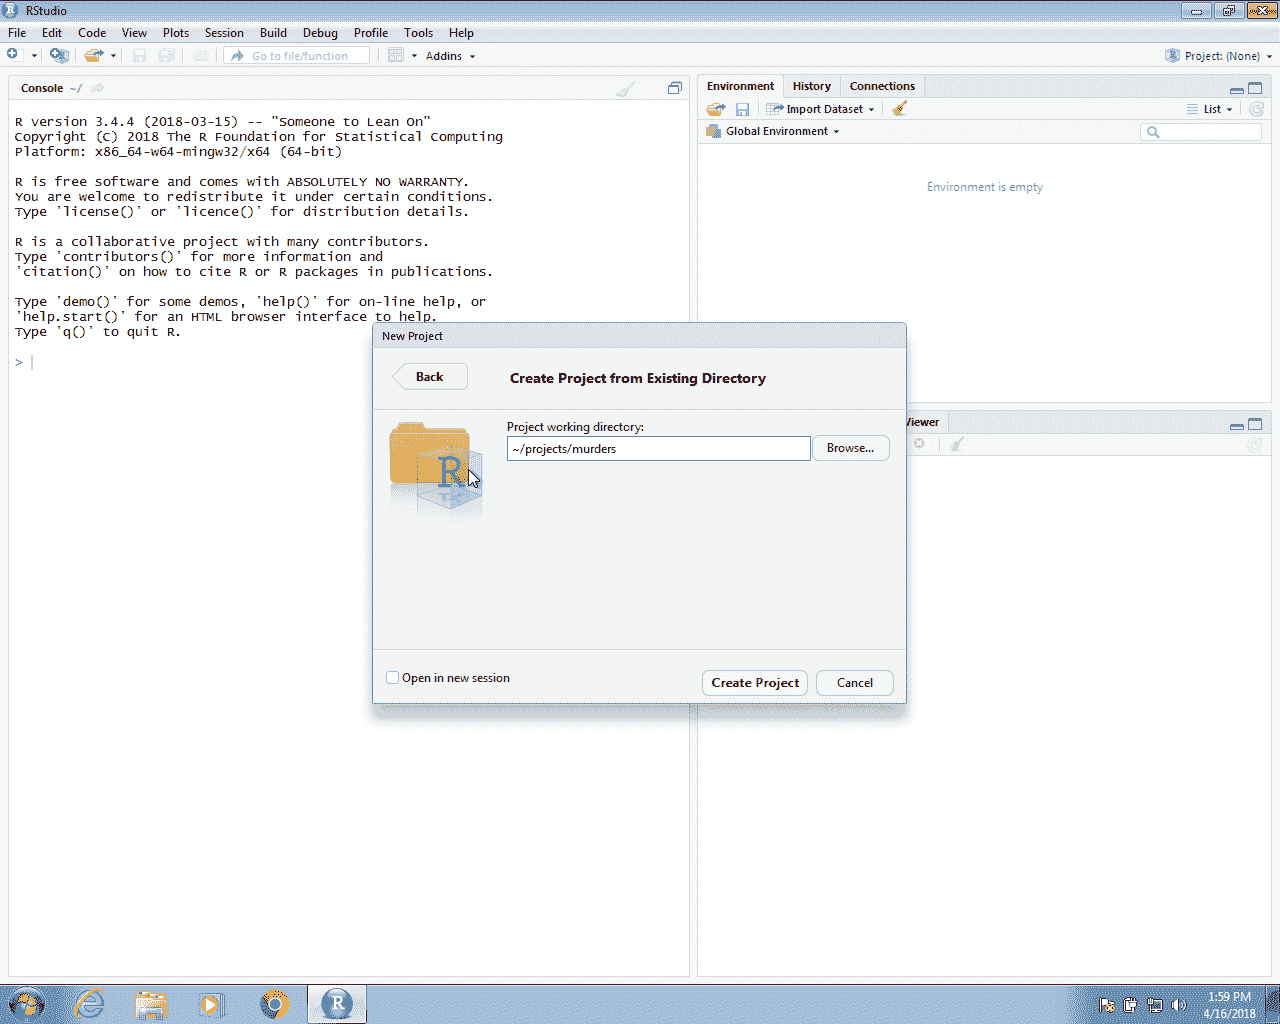 RStudio
File Edit Code View Plots Session Build Debug Profile Tools Help
Go to file/function Addins Project: (None)
Console ~/
R version 3.4.4 (2018-03-15) -- "Someone to Lean On"
Copyright (C) 2018 The R Foundation for Statistical Computing
Platform: x86_64-w64-mingw32/x64 (64-bit)
R is free software and comes with ABSOLUTELY NO WARRANTY.
You are welcome to redistribute it under certain conditions.
Type 'license()' or 'licence()' for distribution details.
R is a collaborative project with many contributors.
Type 'contributors()' for more information and
'citation()' on how to cite R or R packages in publications.
Type 'demo()' for some demos, 'help()' for on-line help, or
'help.start()' for an HTML browser interface to help.
Type 'q()' to quit R.
>
Environment History Connections
Import Dataset List
Global Environment
Environment is empty
Viewer
New Project
Back
Create Project from Existing Directory
R
Project working directory:
~/projects/murders
Browse...
Open in new session
Create Project
Cancel
R
1:59 PM
4/16/2018